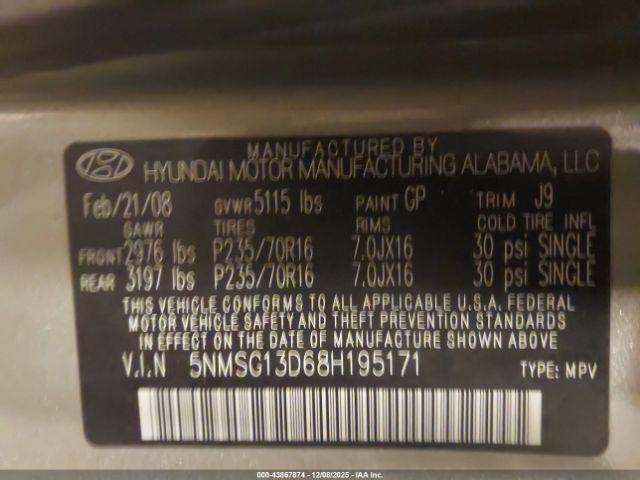 MANUFACTURED BY
HYUNDAI MOTOR MANUFACTURING ALABAMA, LLC
Feb/21/08 GVWR 5115 lbs PAINT GP TRIM J9
GAWR TIRES RIMS COLD TIRE INFL
FRONT 2976 lbs P235/70R16 7.0JX16 30 psi SINGLE
REAR 3197 lbs P235/70R16 7.0JX16 30 psi SINGLE
THIS VEHICLE CONFORMS TO ALL APPLICABLE U.S.A. FEDERAL
MOTOR VEHICLE SAFETY, BUMPER, AND THEFT PREVENTION
STANDARDS IN EFFECT ON THE DATE OF MANUFACTURE SHOWN ABOVE
V.I.N 5NMSG13D68H195171 TYPE: MPV
000-43867874 | 12/08/2025 | IAA Inc.